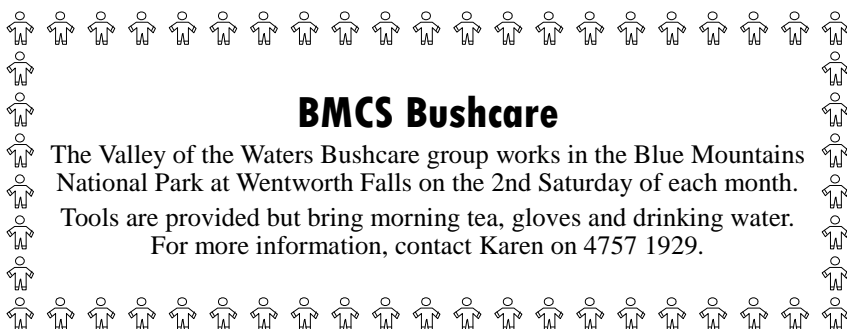 BMCS Bushcare
The Valley of the Waters Bushcare group works in the Blue Mountains
National Park at Wentworth Falls on the 2nd Saturday of each month.
Tools are provided but bring morning tea, gloves and drinking water.
For more information, contact Karen on 4757 1929.